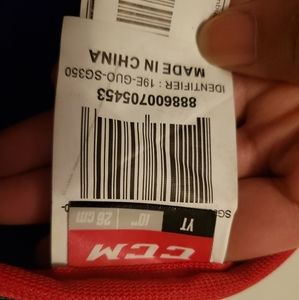 CCM
YT 10" 26 cm
888600705453
IDENTIFIER : 19E-GUO-SG350
MADE IN CHINA